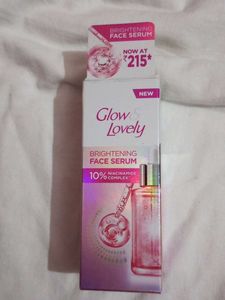 BRIGHTENING
FACE SERUM
NOW AT
₹215*
NEW
Glow &
Lovely
BRIGHTENING
FACE SERUM
10% NIACINAMIDE
COMPLEX